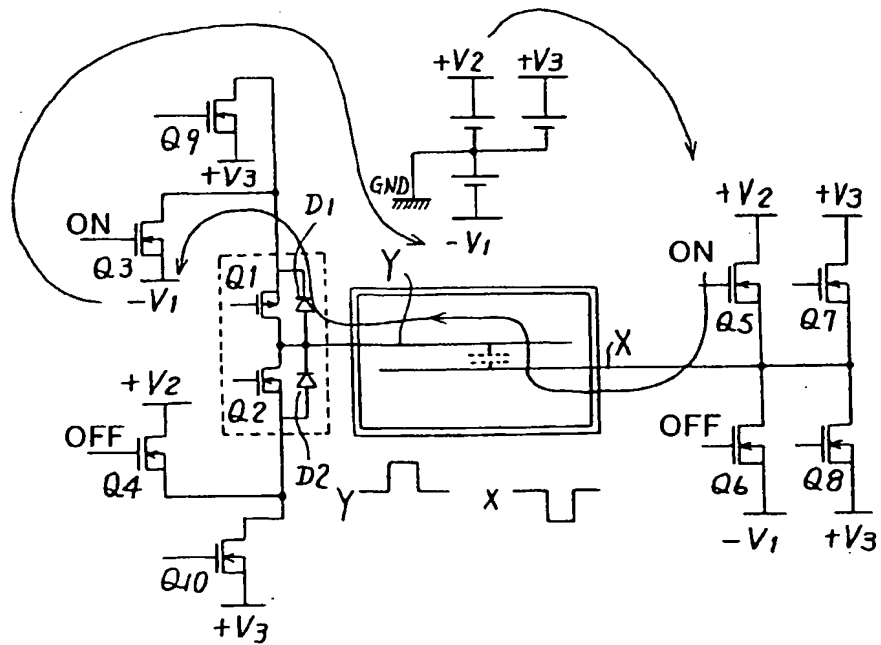 +V2 +V3
Q9
+V3
GND
-V1
ON
Q3
-V1
D1
Q1
Y
Q2
D2
+V2
OFF
Q4
Q10
+V3
Y
X
X
+V2 +V3
ON
Q5
Q7
OFF
Q6
Q8
-V1
+V3